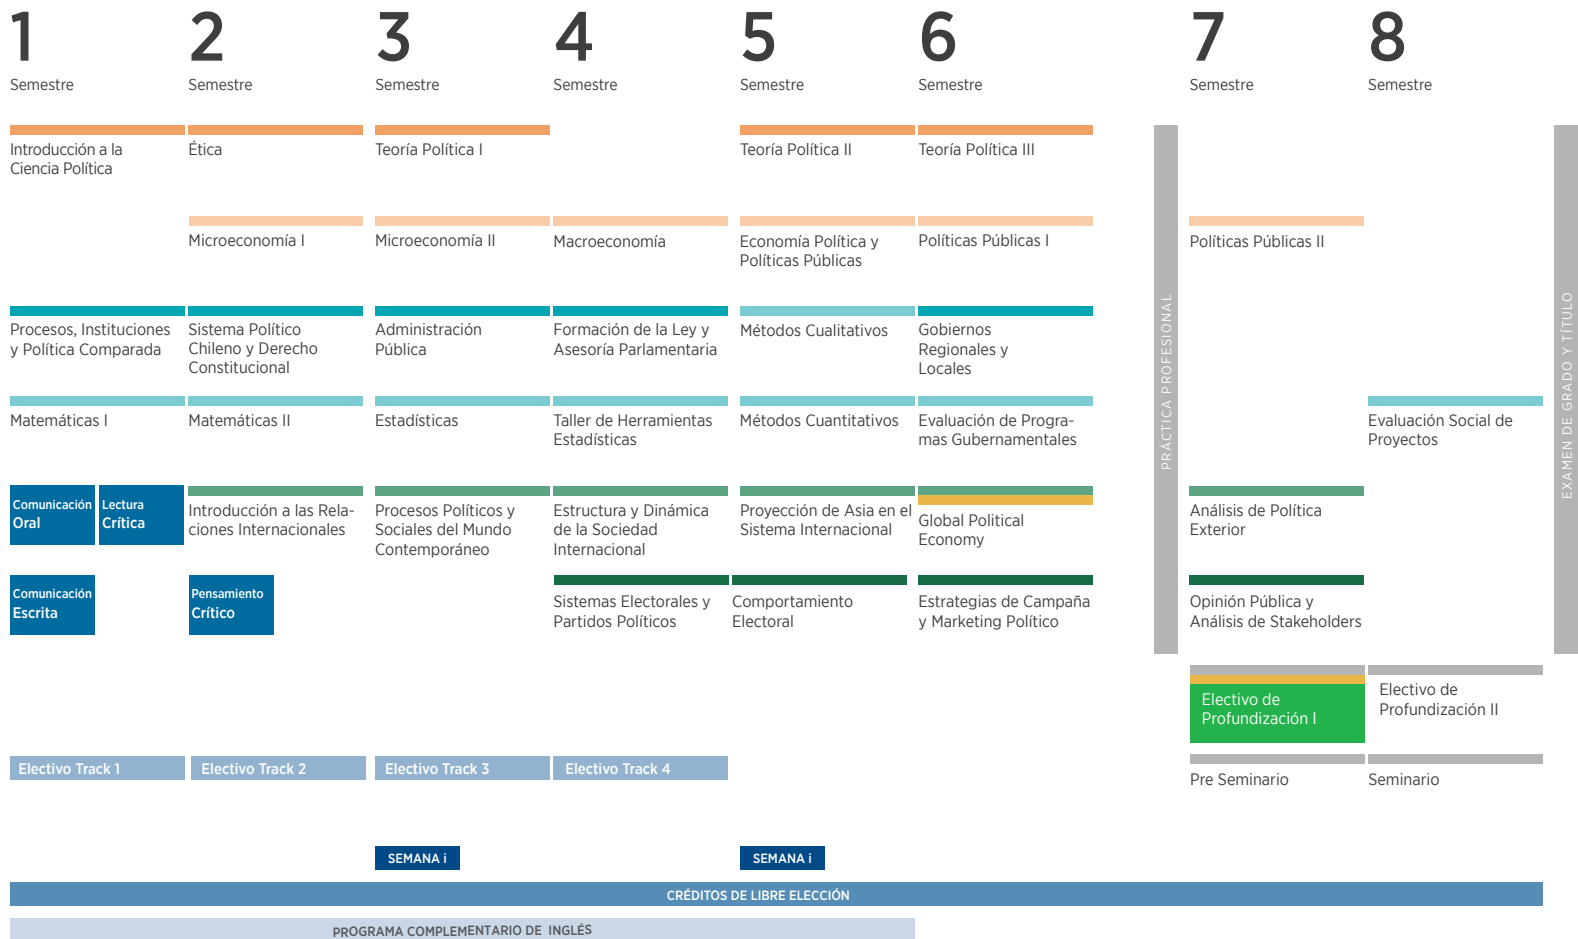 1 2 3 4 5 6 7 8
Semestre Semestre Semestre Semestre Semestre Semestre Semestre Semestre
Introducción a la
Ciencia Política
Ética
Teoría Política I
Teoría Política II
Teoría Política III
Microeconomía I
Microeconomía II
Macroeconomía
Economía Política y
Políticas Públicas
Políticas Públicas I
Políticas Públicas II
Procesos, Instituciones
y Política Comparada
Sistema Político
Chileno y Derecho
Constitucional
Administración
Pública
Formación de la Ley y
Asesoría Parlamentaria
Métodos Cualitativos
Gobiernos
Regionales y
Locales
Matemáticas I
Matemáticas II
Estadísticas
Taller de Herramientas
Estadísticas
Métodos Cuantitativos
Evaluación de Progra-
mas Gubernamentales
Evaluación Social de
Proyectos
Comunicación
Oral
Lectura
Crítica
Introducción a las Rela-
ciones Internacionales
Procesos Políticos y
Sociales del Mundo
Contemporáneo
Estructura y Dinámica
de la Sociedad
Internacional
Proyección de Asia en el
Sistema Internacional
Global Political
Economy
Análisis de Política
Exterior
Comunicación
Escrita
Pensamiento
Crítico
Sistemas Electorales y
Partidos Políticos
Comportamiento
Electoral
Estrategias de Campaña
y Marketing Político
Opinión Pública y
Análisis de Stakeholders
PRÁCTICA PROFESIONAL
EXAMEN DE GRADO Y TÍTULO
Electivo de
Profundización I
Electivo de
Profundización II
Electivo Track 1
Electivo Track 2
Electivo Track 3
Electivo Track 4
Pre Seminario
Seminario
SEMANA i
SEMANA i
CRÉDITOS DE LIBRE ELECCIÓN
PROGRAMA COMPLEMENTARIO DE INGLÉS